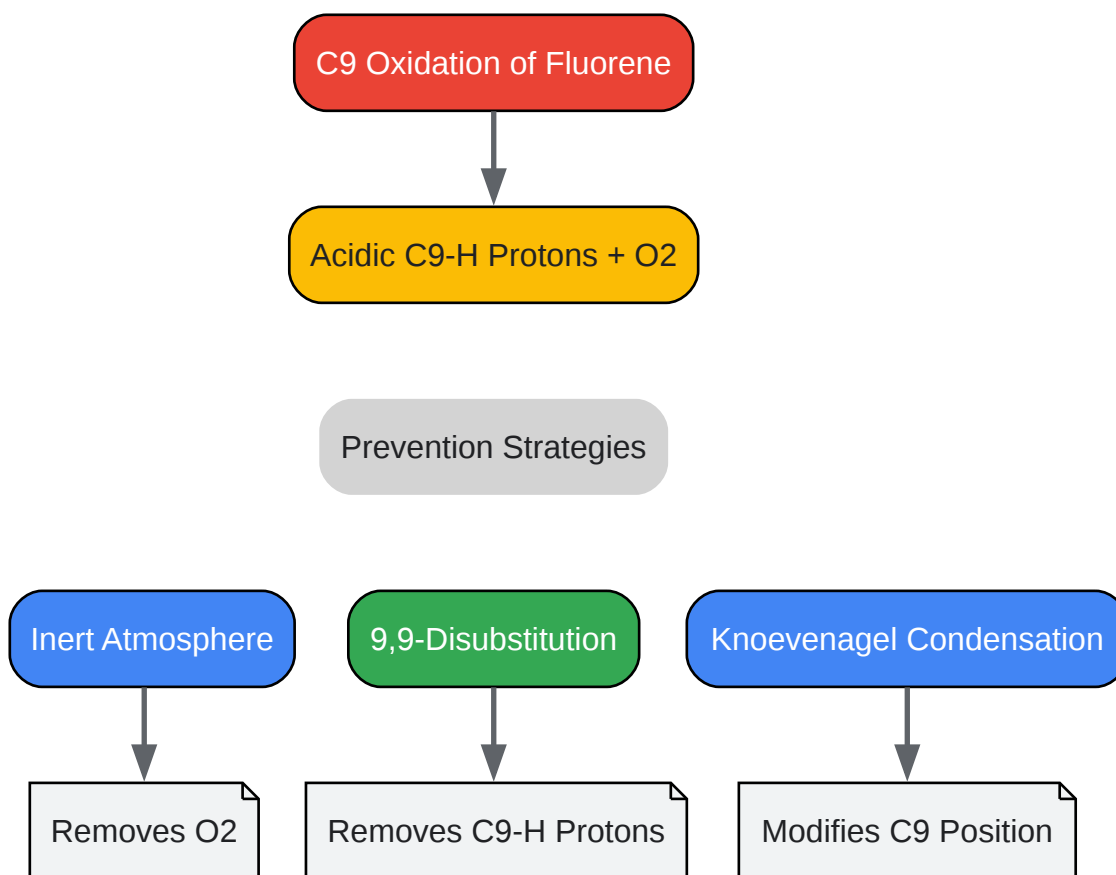 C9 Oxidation of Fluorene
Acidic C9-H Protons + O2
Prevention Strategies
Inert Atmosphere
9,9-Disubstitution
Knoevenagel Condensation
Removes O2
Removes C9-H Protons
Modifies C9 Position